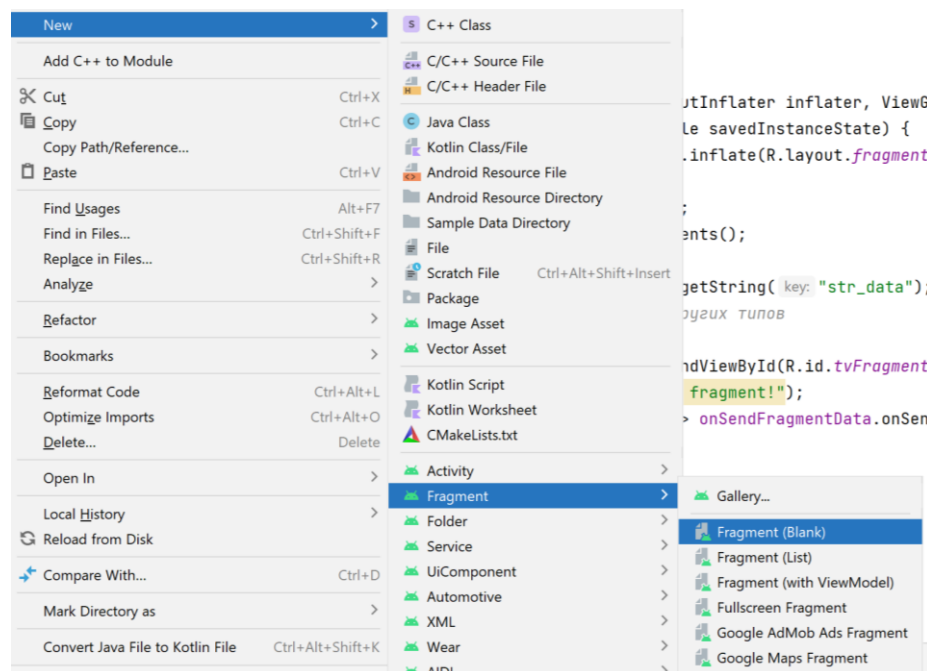 New
Add C++ to Module
Cut Ctrl+X
Copy Ctrl+C
Copy Path/Reference...
Paste Ctrl+V
Find Usages Alt+F7
Find in Files... Ctrl+Shift+F
Replace in Files... Ctrl+Shift+R
Analyze
Refactor
Bookmarks
Reformat Code Ctrl+Alt+L
Optimize Imports Ctrl+Alt+O
Delete... Delete
Open In
Local History
Reload from Disk
Compare With... Ctrl+D
Mark Directory as
Convert Java File to Kotlin File Ctrl+Alt+Shift+K
S C++ Class
C++ C/C++ Source File
H C/C++ Header File
C Java Class
Kotlin Class/File
Android Resource File
Android Resource Directory
Sample Data Directory
File
Scratch File Ctrl+Alt+Shift+Insert
Package
Image Asset
Vector Asset
Kotlin Script
Kotlin Worksheet
CMakeLists.txt
Activity
Fragment
Folder
Service
UiComponent
Automotive
XML
Wear
AIDL
Gallery...
Fragment (Blank)
Fragment (List)
Fragment (with ViewModel)
Fullscreen Fragment
Google AdMob Ads Fragment
Google Maps Fragment
utInflater inflater, ViewG
le savedInstanceState) {
.inflate(R.layout.fragment
;
ents();
getString( key: "str_data");
ругих типов
ndViewById(R.id.tvFragment
fragment!");
> onSendFragmentData.onSen